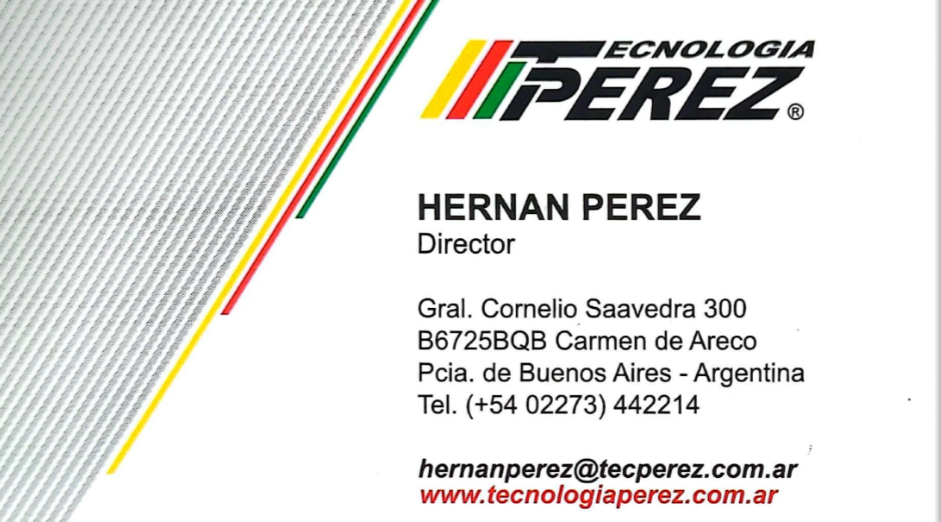 TECNOLOGIA
PEREZ®
HERNAN PEREZ
Director
Gral. Cornelio Saavedra 300
B6725BQB Carmen de Areco
Pcia. de Buenos Aires - Argentina
Tel. (+54 02273) 442214
hernanperez@tecperez.com.ar
www.tecnologiaperez.com.ar